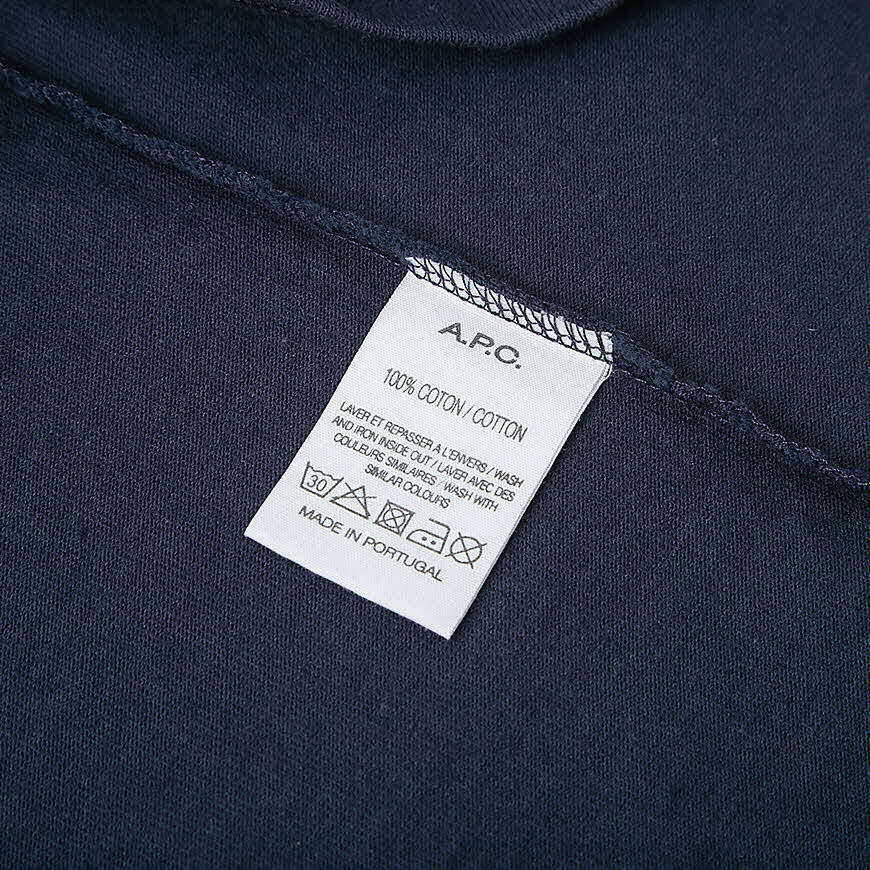 A.P.C.
100% COTON / COTTON
LAVER ET REPASSER A L'ENVERS / WASH
AND IRON INSIDE OUT / LAVER AVEC DES
COULEURS SIMILAIRES / WASH WITH
SIMILAR COLOURS
30
MADE IN PORTUGAL